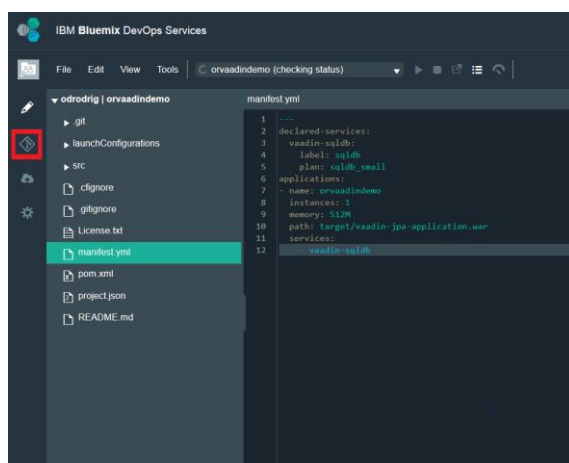 IBM Bluemix DevOps Services
File Edit View Tools orvaadindemo (checking status)
odrodrig | orvaadindemo
.git
launchConfigurations
src
.cfignore
.gitignore
License.txt
manifest.yml
pom.xml
project.json
README.md
manifest.yml
1 ---
2 declared-services:
3 vaadin-sqldb:
4 label: sqldb
5 plan: sqldb_small
6 applications:
7 - name: orvaadindemo
8 instances: 1
9 memory: 512M
10 path: target/vaadin-jpa-application.war
11 services:
12 - vaadin-sqldb